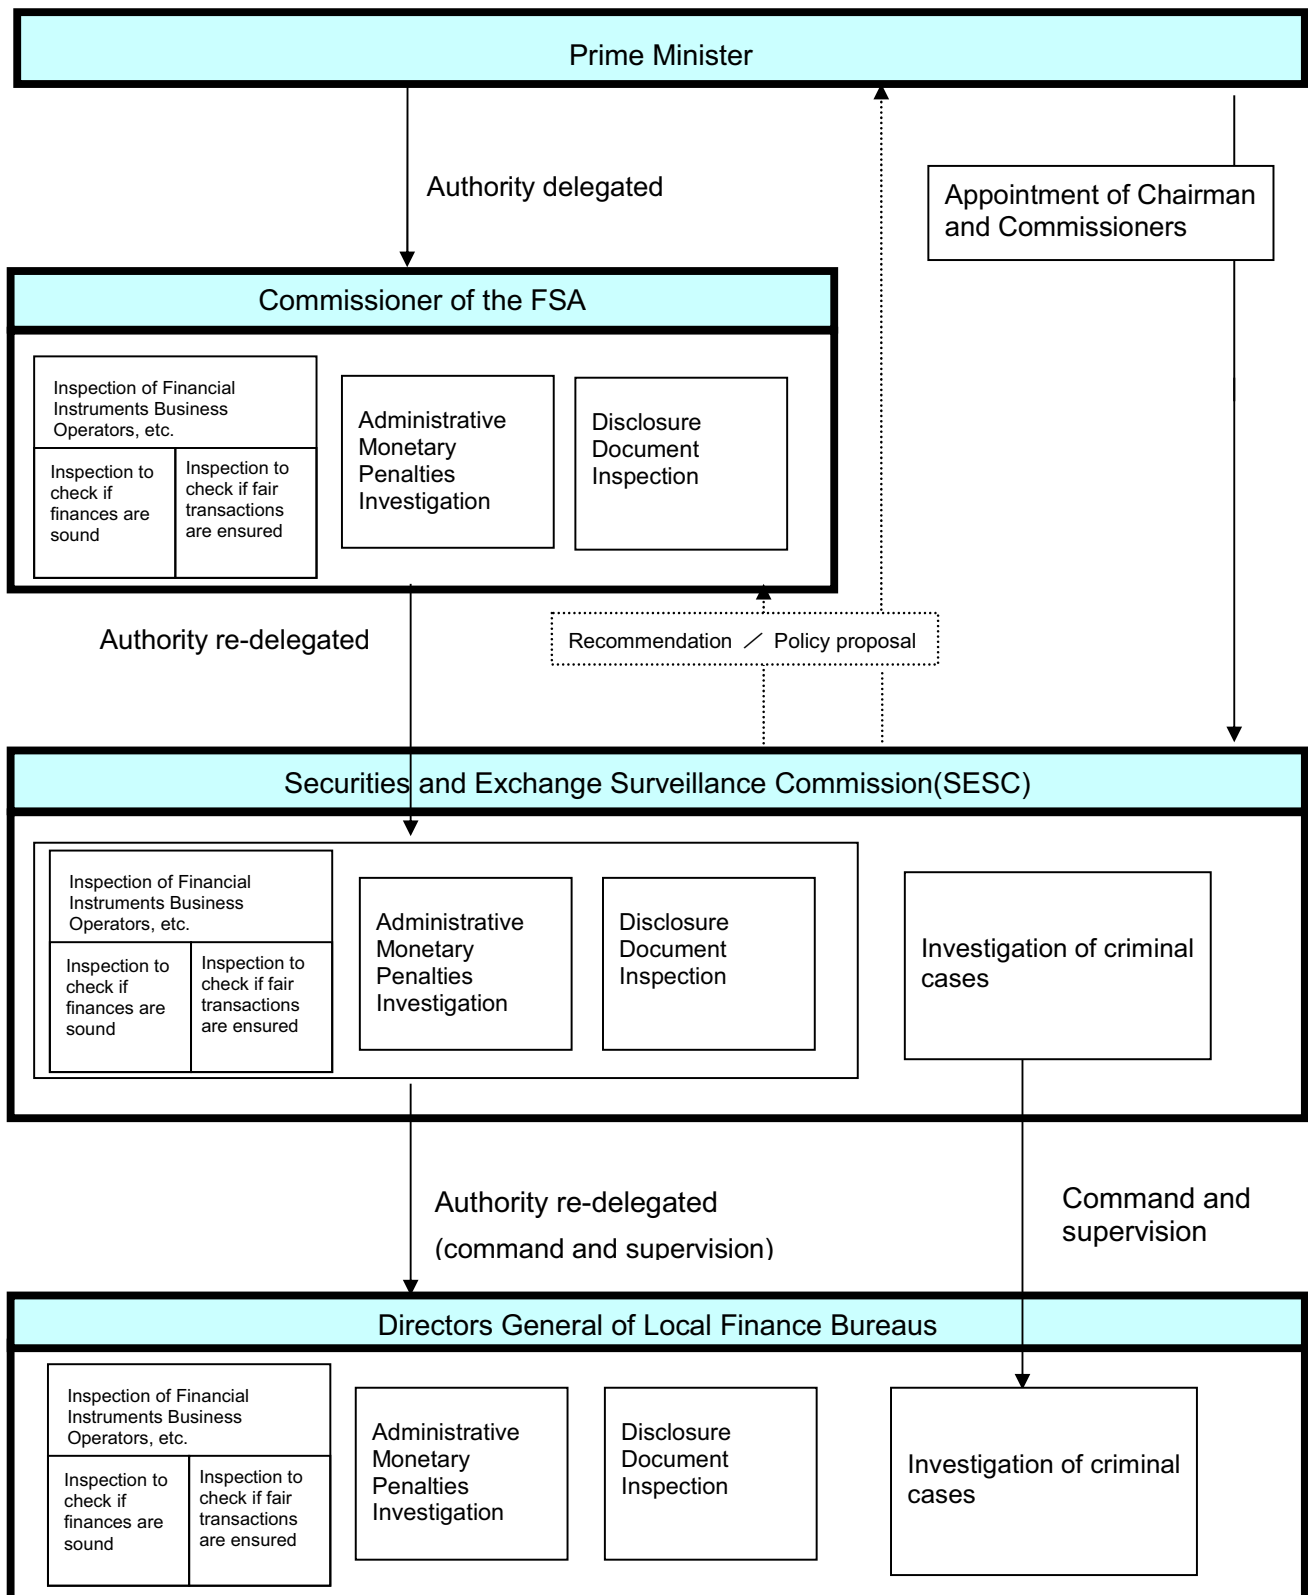 Prime Minister
Authority delegated
Appointment of Chairman
and Commissioners
Commissioner of the FSA
Inspection of Financial
Instruments Business
Operators, etc.
Inspection to
check if
finances are
sound
Inspection to
check if fair
transactions
are ensured
Administrative
Monetary
Penalties
Investigation
Disclosure
Document
Inspection
Authority re-delegated
Recommendation ／ Policy proposal
Securities and Exchange Surveillance Commission(SESC)
Inspection of Financial
Instruments Business
Operators, etc.
Inspection to
check if
finances are
sound
Inspection to
check if fair
transactions
are ensured
Administrative
Monetary
Penalties
Investigation
Disclosure
Document
Inspection
Investigation of criminal
cases
Authority re-delegated
(command and supervision)
Command and
supervision
Directors General of Local Finance Bureaus
Inspection of Financial
Instruments Business
Operators, etc.
Inspection to
check if
finances are
sound
Inspection to
check if fair
transactions
are ensured
Administrative
Monetary
Penalties
Investigation
Disclosure
Document
Inspection
Investigation of criminal
cases